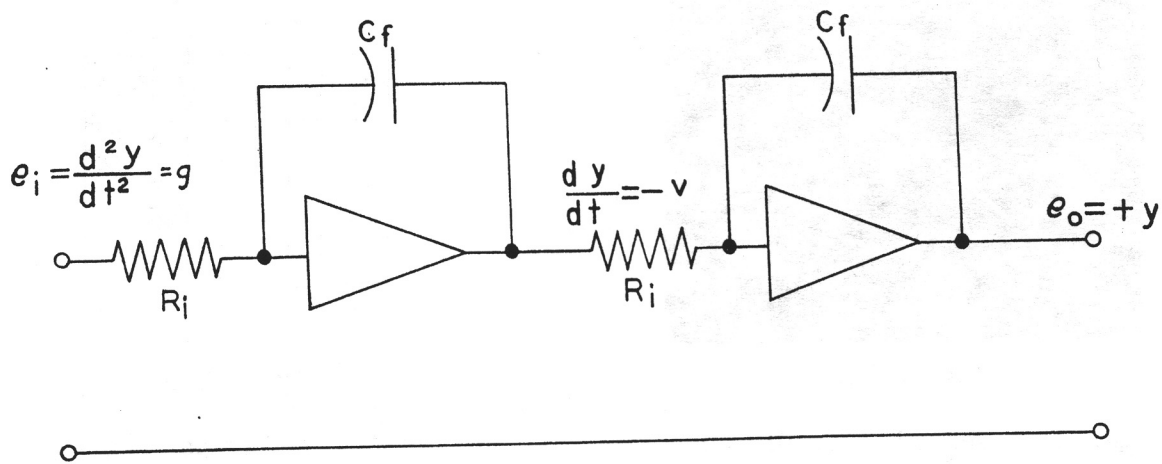 Cf
Cf
ei = d²y/dt² = g
dy/dt = - v
eo = + y
Ri
Ri